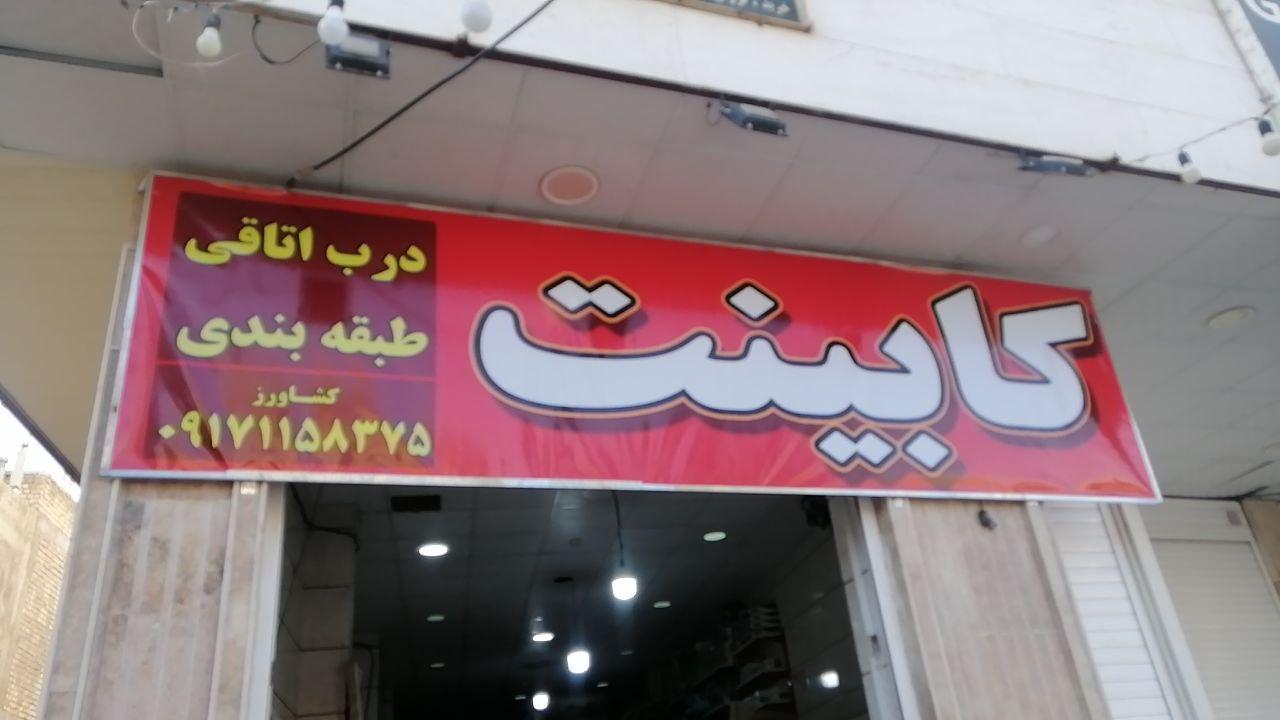 کابینت
درب اتاقی
طبقه بندی
کشاورز
۰۹۱۷۱۱۵۸۳۷۵